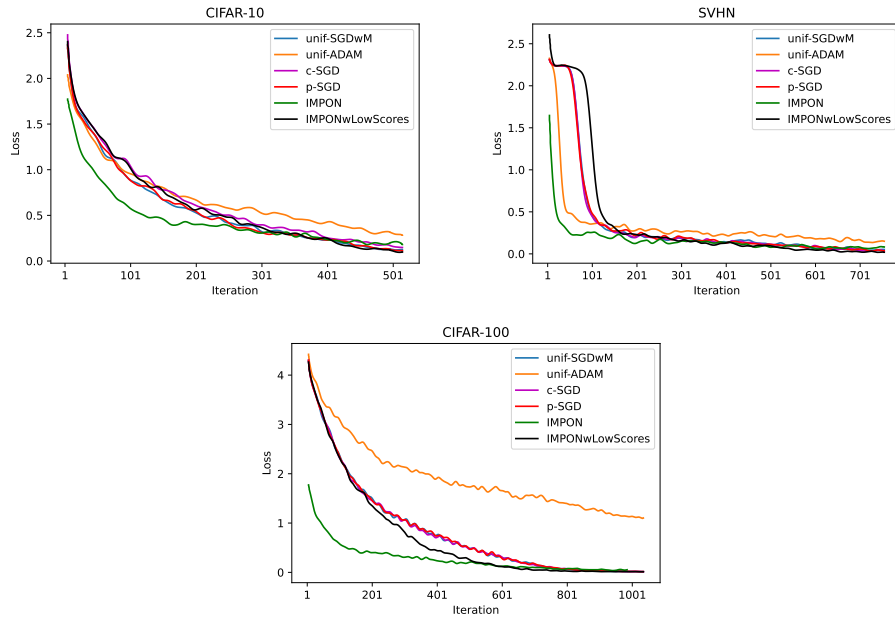 CIFAR-10
Loss
2.5
2.0
1.5
1.0
0.5
0.0
unif-SGDwM
unif-ADAM
c-SGD
p-SGD
IMPON
IMPONwLowScores
1 101 201 301 401 501
Iteration
SVHN
Loss
2.5
2.0
1.5
1.0
0.5
0.0
unif-SGDwM
unif-ADAM
c-SGD
p-SGD
IMPON
IMPONwLowScores
1 101 201 301 401 501 601 701
Iteration
CIFAR-100
Loss
4
3
2
1
0
unif-SGDwM
unif-ADAM
c-SGD
p-SGD
IMPON
IMPONwLowScores
1 201 401 601 801 1001
Iteration